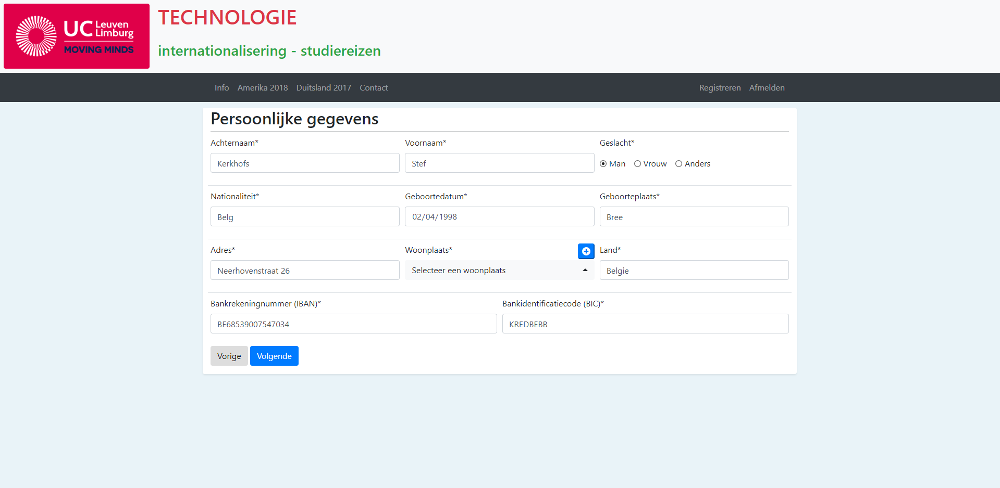 UC Leuven Limburg
MOVING MINDS
TECHNOLOGIE
internationalisering - studiereizen
Info Amerika 2018 Duitsland 2017 Contact Registreren Afmelden
Persoonlijke gegevens
Achternaam* Voornaam* Geslacht*
Kerkhofs Stef Man Vrouw Anders
Nationaliteit* Geboortedatum* Geboorteplaats*
Belg 02/04/1998 Bree
Adres* Woonplaats* Land*
Neerhovenstraat 26 Selecteer een woonplaats Belgie
Bankrekeningnummer (IBAN)* Bankidentificatiecode (BIC)*
BE68539007547034 KREDBEBB
Vorige Volgende